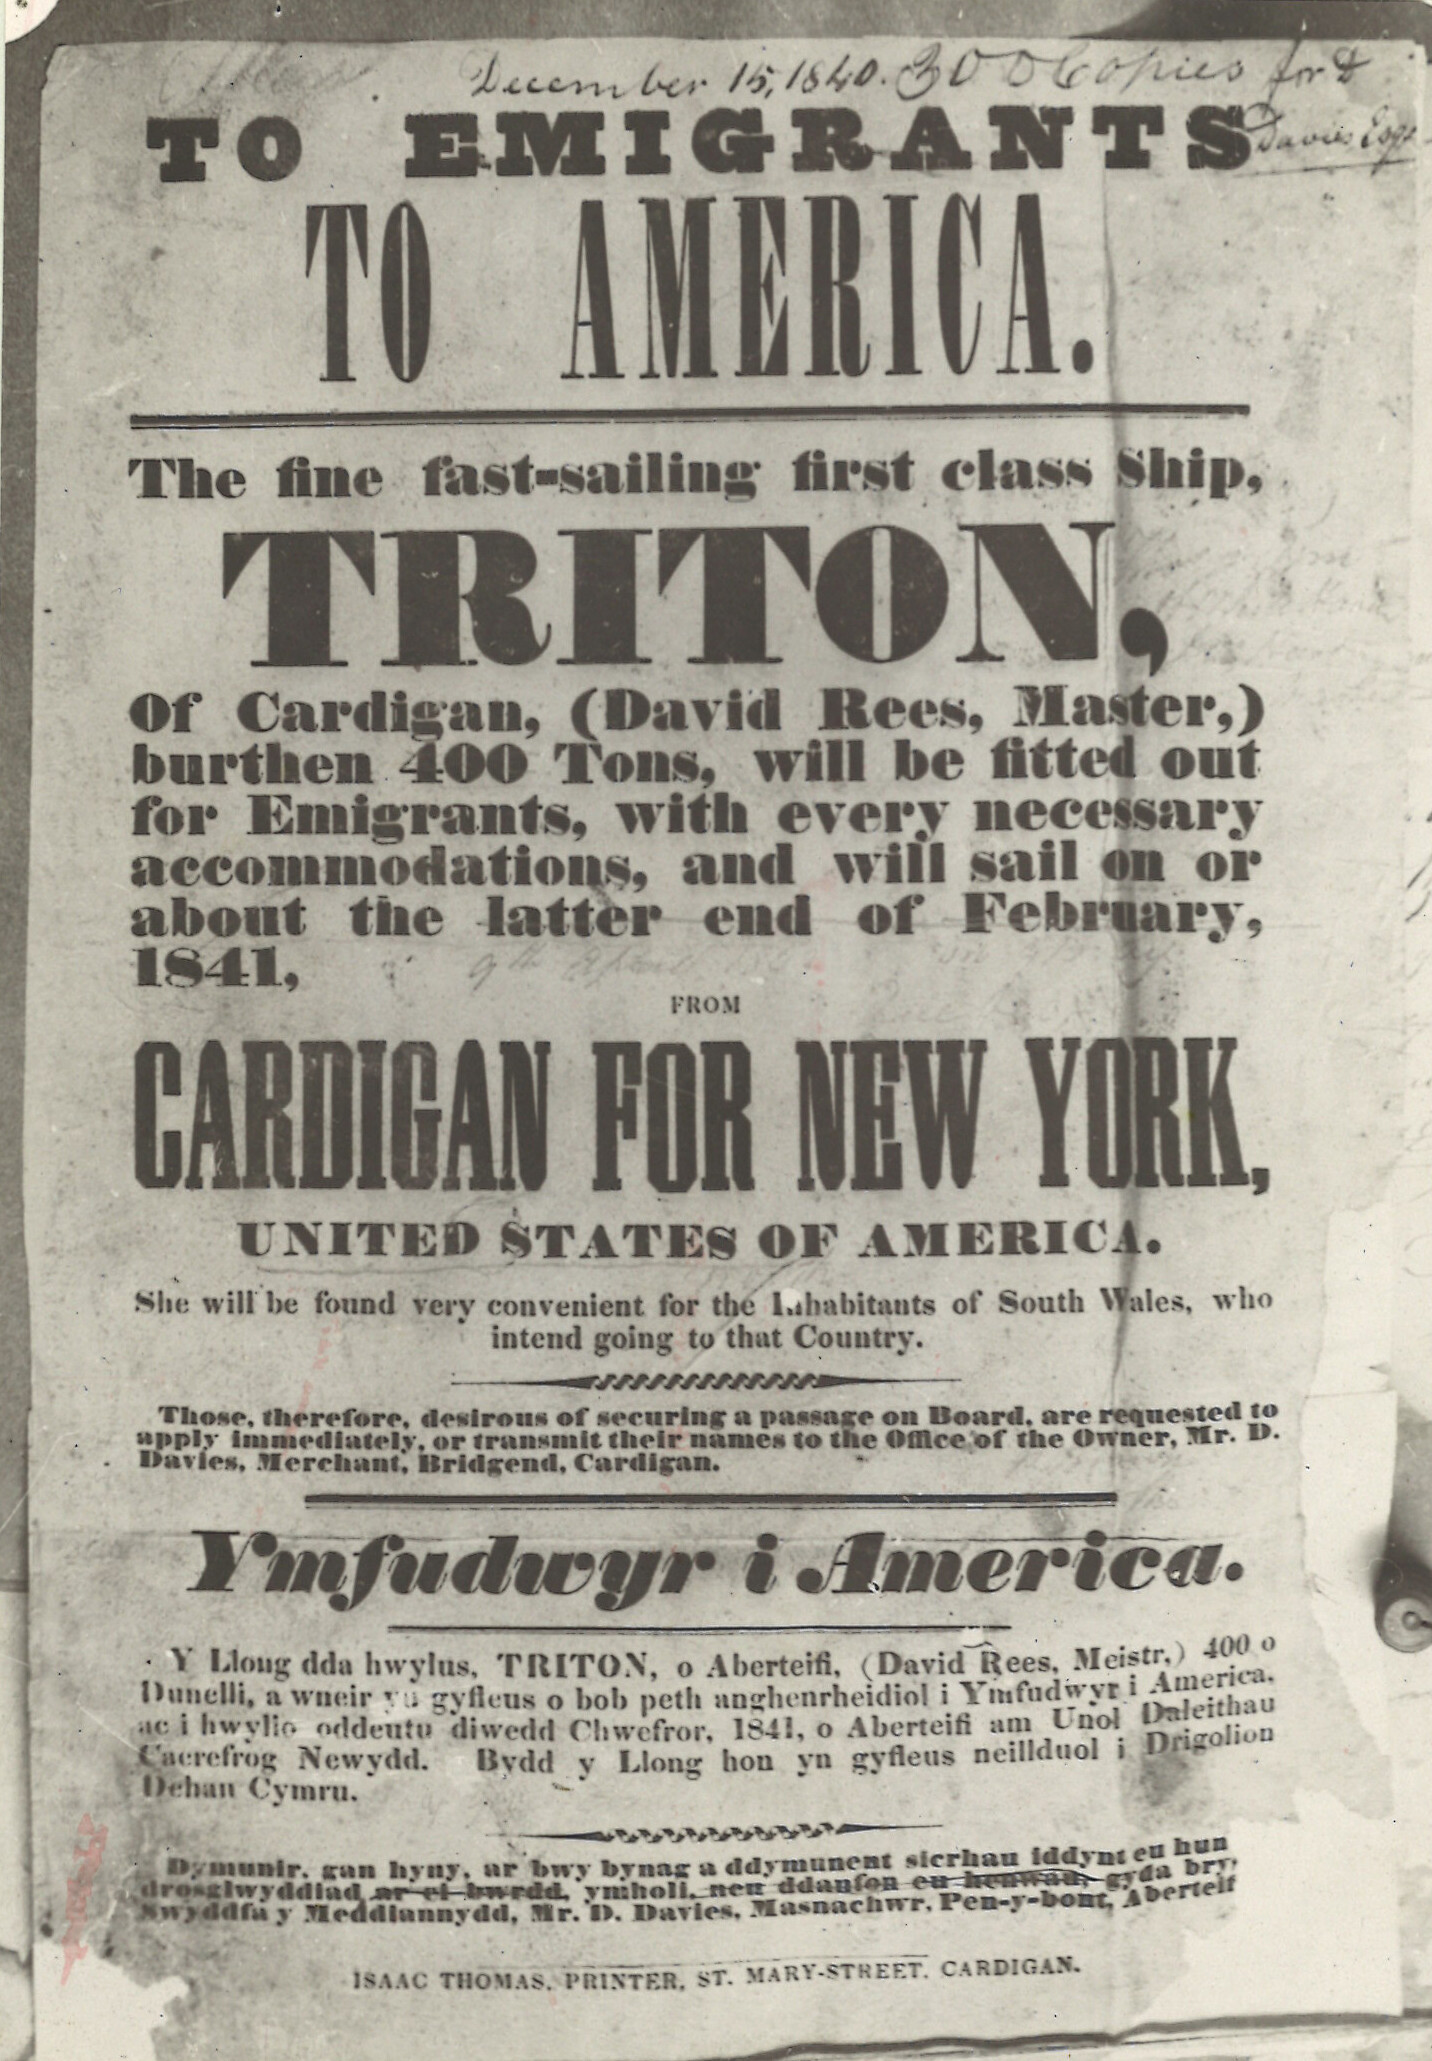 December 15, 1840. 300 Copies for D
Davies Esqr
TO EMIGRANTS
TO AMERICA.
The fine fast-sailing first class Ship,
TRITON,
Of Cardigan, (David Rees, Master,)
burthen 400 Tons, will be fitted out
for Emigrants, with every necessary
accommodations, and will sail on or
about the latter end of February,
1841,
FROM
CARDIGAN FOR NEW YORK,
UNITED STATES OF AMERICA.
She will be found very convenient for the Inhabitants of South Wales, who
intend going to that Country.
Those, therefore, desirous of securing a passage on Board, are requested to
apply immediately, or transmit their names to the Office of the Owner, Mr. D.
Davies, Merchant, Bridgend, Cardigan.
Ymfudwyr i America.
Y Llong dda hwylus, TRITON, o Aberteifi, (David Rees, Meistr,) 400 o
Dunelli, a wneir yn gyfleus o bob peth anghenrheidiol i Ymfudwyr i America,
ac i hwylio oddeutu diwedd Chwefror, 1841, o Aberteifi am Unol Daleithau
Caerefrog Newydd. Bydd y Llong hon yn gyfleus neillduol i Drigolion
Dehau Cymru.
Dymunir, gan hyny, ar bwy bynag a ddymunent sicrhau iddynt eu hun
drosglwyddiad ar ei bwrdd, ymholi, neu ddanfon eu henwau, gyda bry,
Swyddfa y Meddiannydd, Mr. D. Davies, Masnachwr, Pen-y-bont, Aberteif
ISAAC THOMAS, PRINTER, ST. MARY-STREET, CARDIGAN.